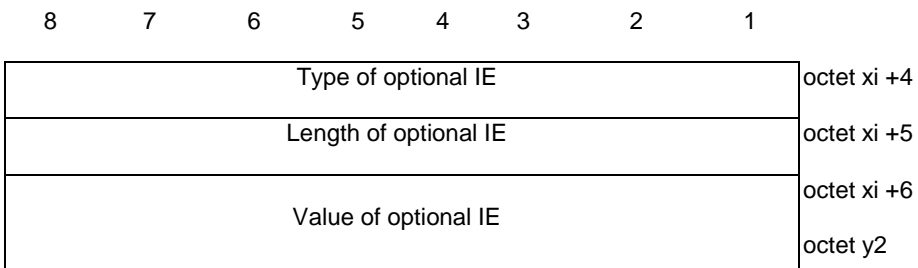 8 7 6 5 4 3 2 1
Type of optional IE octet xi +4
Length of optional IE octet xi +5
octet xi +6
Value of optional IE
octet y2